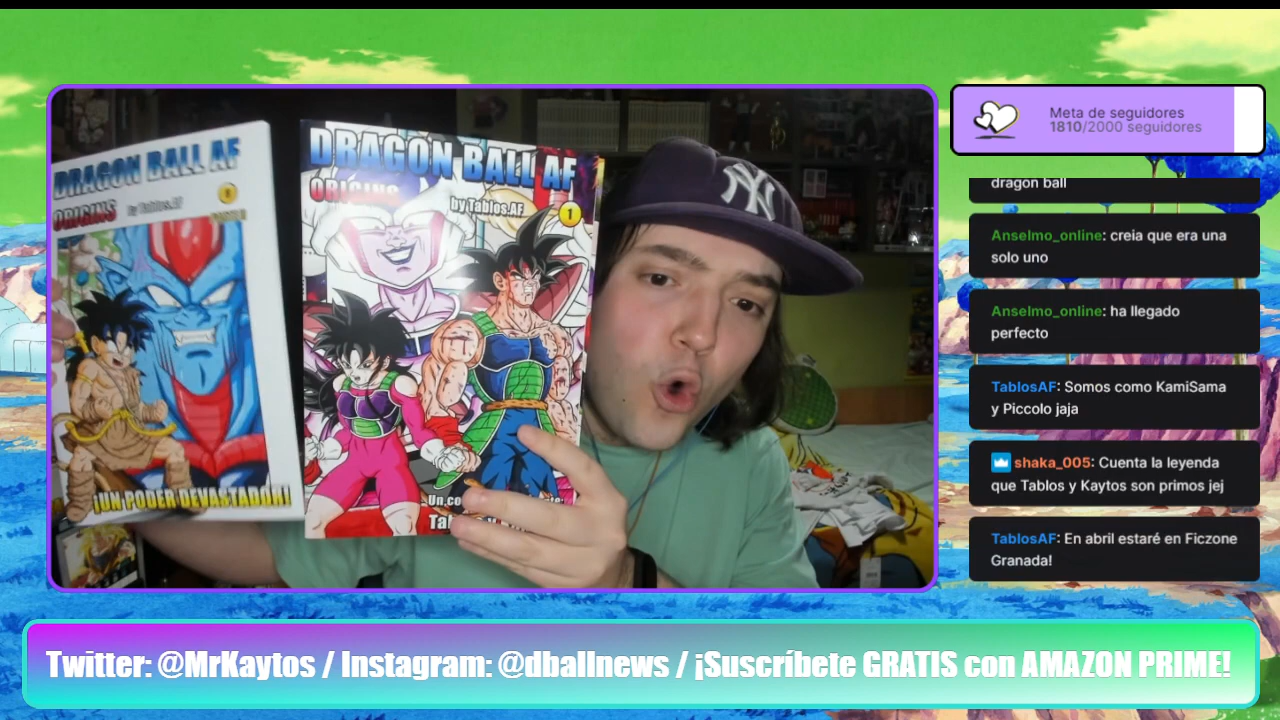 Meta de seguidores
1810/2000 seguidores
dragon ball
Anselmo_online: creia que era una
solo uno
Anselmo_online: ha llegado
perfecto
TablosAF: Somos como KamiSama
y Piccolo jaja
shaka_005: Cuenta la leyenda
que Tablos y Kaytos son primos jej
TablosAF: En abril estaré en Ficzone
Granada!
DRAGON BALL AF
ORIGINS by Tablos.AF
¡UN PODER DEVASTADOR!
DRAGON BALL AF
ORIGINS
by Tablos.AF
1
NY
Twitter: @MrKaytos / Instagram: @dballnews / ¡Suscríbete GRATIS con AMAZON PRIME!